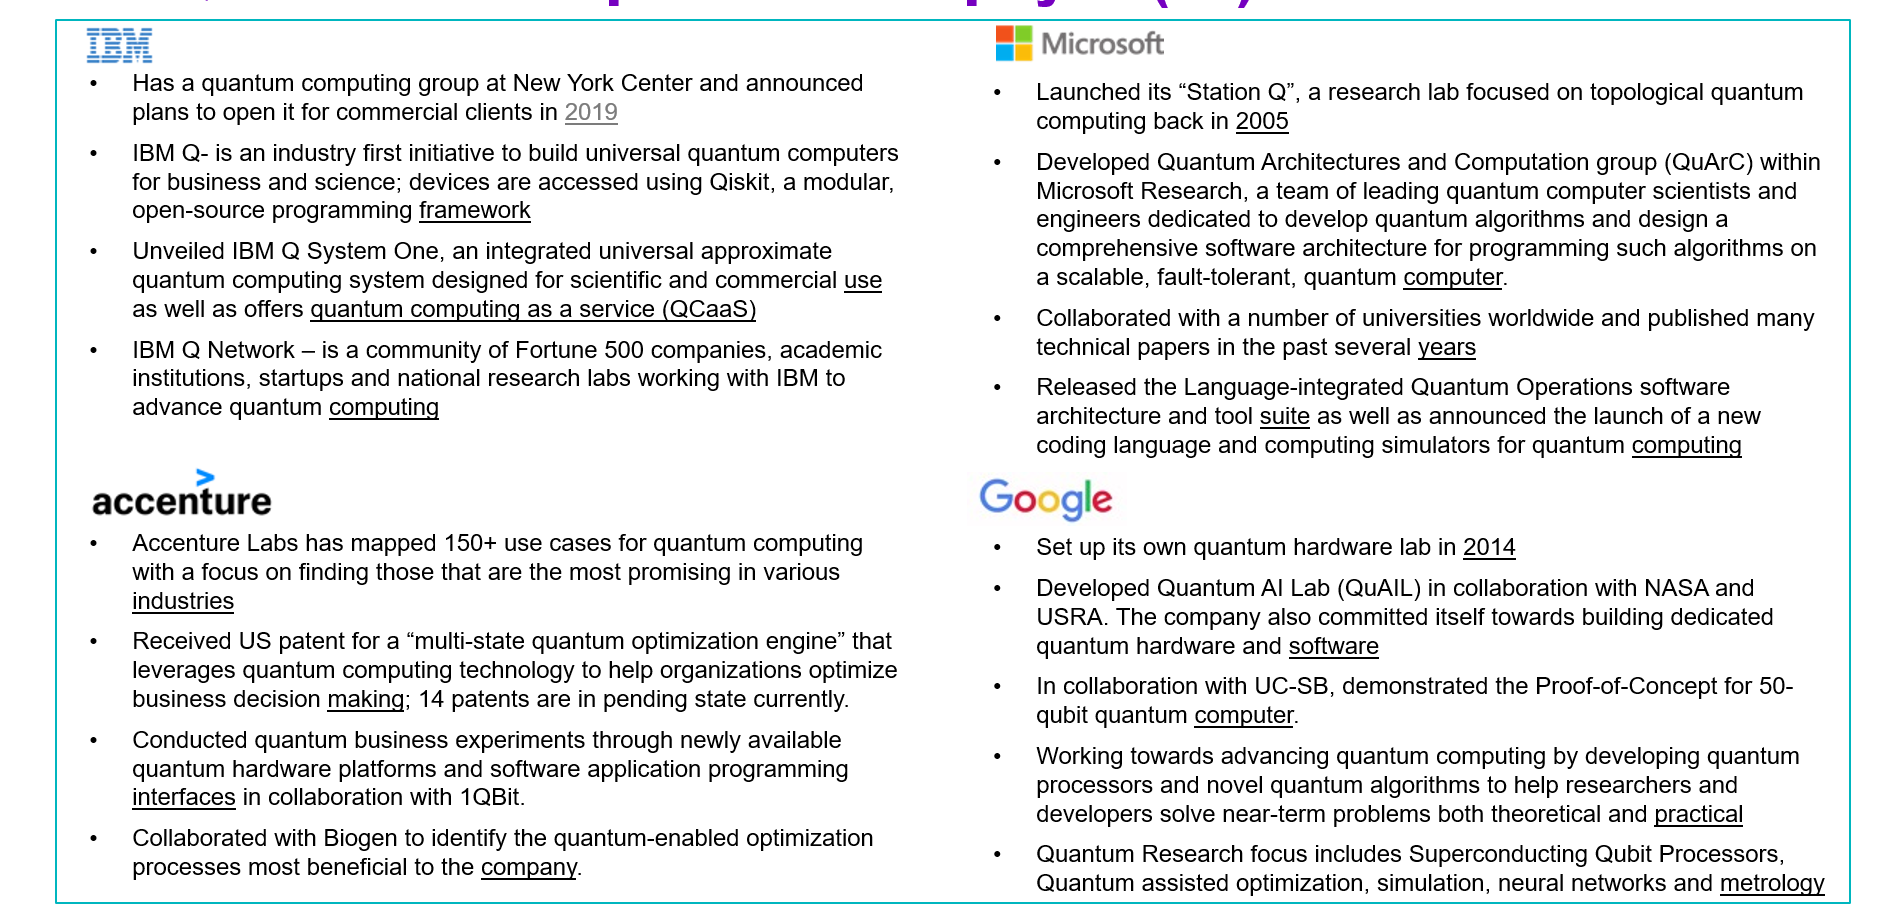 IBM
• Has a quantum computing group at New York Center and announced
plans to open it for commercial clients in 2019
• IBM Q- is an industry first initiative to build universal quantum computers
for business and science; devices are accessed using Qiskit, a modular,
open-source programming framework
• Unveiled IBM Q System One, an integrated universal approximate
quantum computing system designed for scientific and commercial use
as well as offers quantum computing as a service (QCaaS)
• IBM Q Network – is a community of Fortune 500 companies, academic
institutions, startups and national research labs working with IBM to
advance quantum computing
Microsoft
• Launched its “Station Q”, a research lab focused on topological quantum
computing back in 2005
• Developed Quantum Architectures and Computation group (QuArC) within
Microsoft Research, a team of leading quantum computer scientists and
engineers dedicated to develop quantum algorithms and design a
comprehensive software architecture for programming such algorithms on
a scalable, fault-tolerant, quantum computer.
• Collaborated with a number of universities worldwide and published many
technical papers in the past several years
• Released the Language-integrated Quantum Operations software
architecture and tool suite as well as announced the launch of a new
coding language and computing simulators for quantum computing
accenture
• Accenture Labs has mapped 150+ use cases for quantum computing
with a focus on finding those that are the most promising in various
industries
• Received US patent for a “multi-state quantum optimization engine” that
leverages quantum computing technology to help organizations optimize
business decision making; 14 patents are in pending state currently.
• Conducted quantum business experiments through newly available
quantum hardware platforms and software application programming
interfaces in collaboration with 1QBit.
• Collaborated with Biogen to identify the quantum-enabled optimization
processes most beneficial to the company.
Google
• Set up its own quantum hardware lab in 2014
• Developed Quantum AI Lab (QuAIL) in collaboration with NASA and
USRA. The company also committed itself towards building dedicated
quantum hardware and software
• In collaboration with UC-SB, demonstrated the Proof-of-Concept for 50-
qubit quantum computer.
• Working towards advancing quantum computing by developing quantum
processors and novel quantum algorithms to help researchers and
developers solve near-term problems both theoretical and practical
• Quantum Research focus includes Superconducting Qubit Processors,
Quantum assisted optimization, simulation, neural networks and metrology